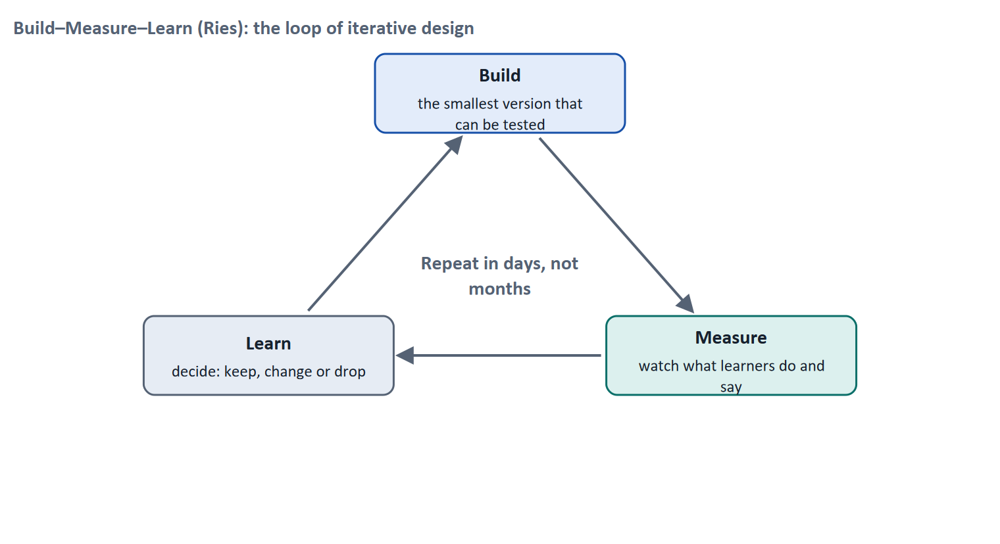 Build–Measure–Learn (Ries): the loop of iterative design
Build
the smallest version that
can be tested
Repeat in days, not
months
Learn
decide: keep, change or drop
Measure
watch what learners do and
say